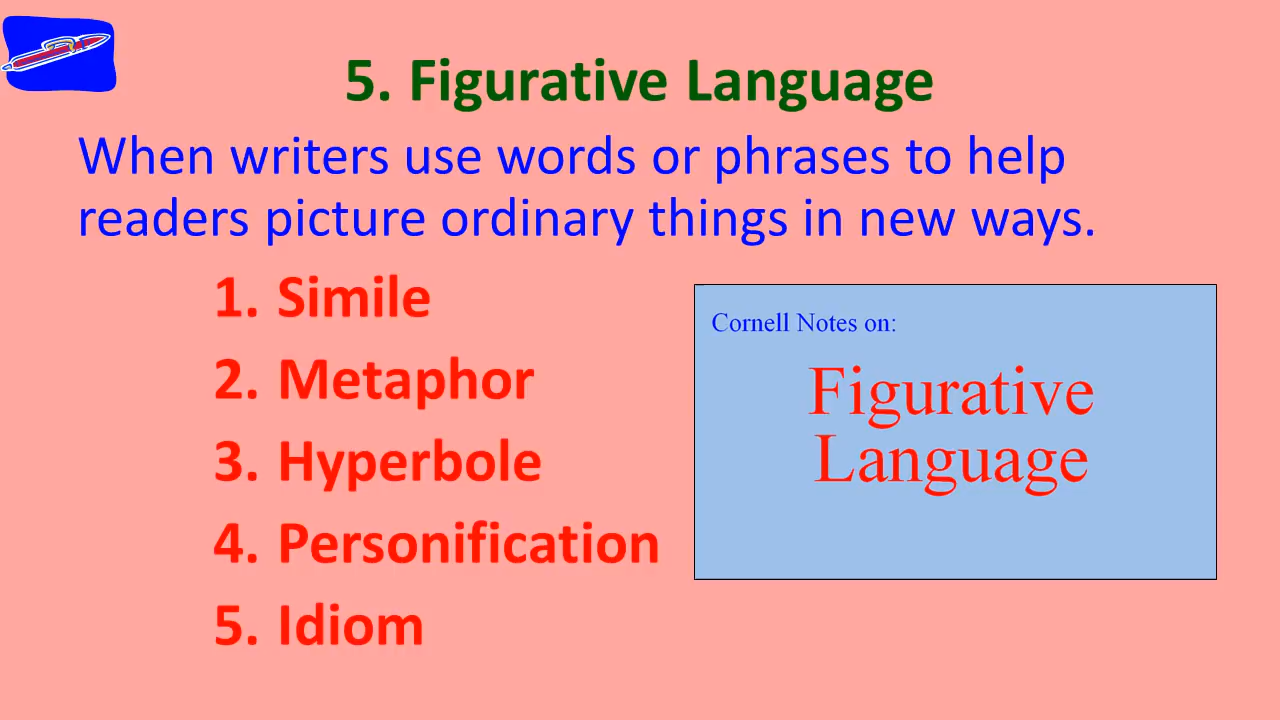 5. Figurative Language
When writers use words or phrases to help
readers picture ordinary things in new ways.
1. Simile
2. Metaphor
3. Hyperbole
4. Personification
5. Idiom
Cornell Notes on:
Figurative
Language